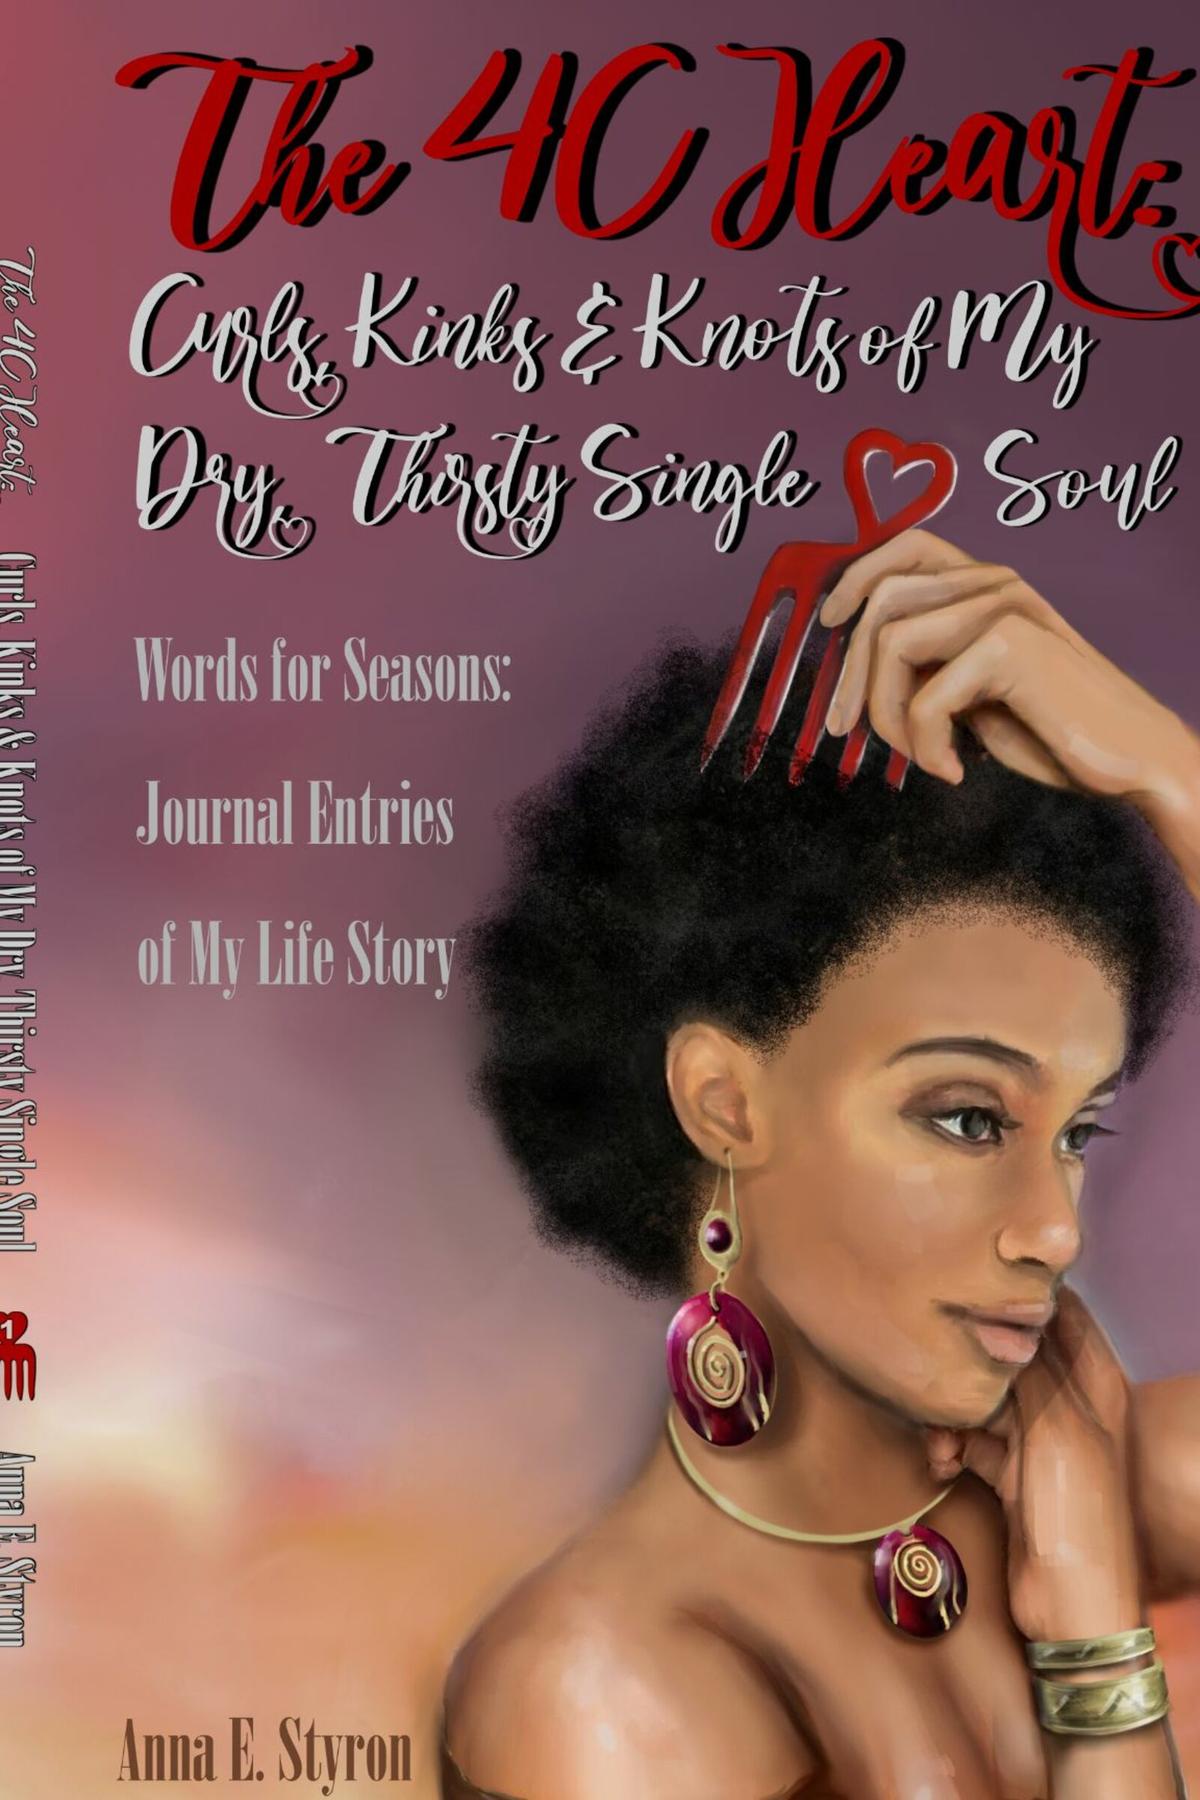 The 4C Heart:
Curls, Kinks & Knots of My
Dry, Thirsty Single Soul
Words for Seasons:
Journal Entries
of My Life Story
Anna E. Styron
The 4C Heart: Curls, Kinks & Knots of My Dry, Thirsty Single Soul 1 Anna E. Styron